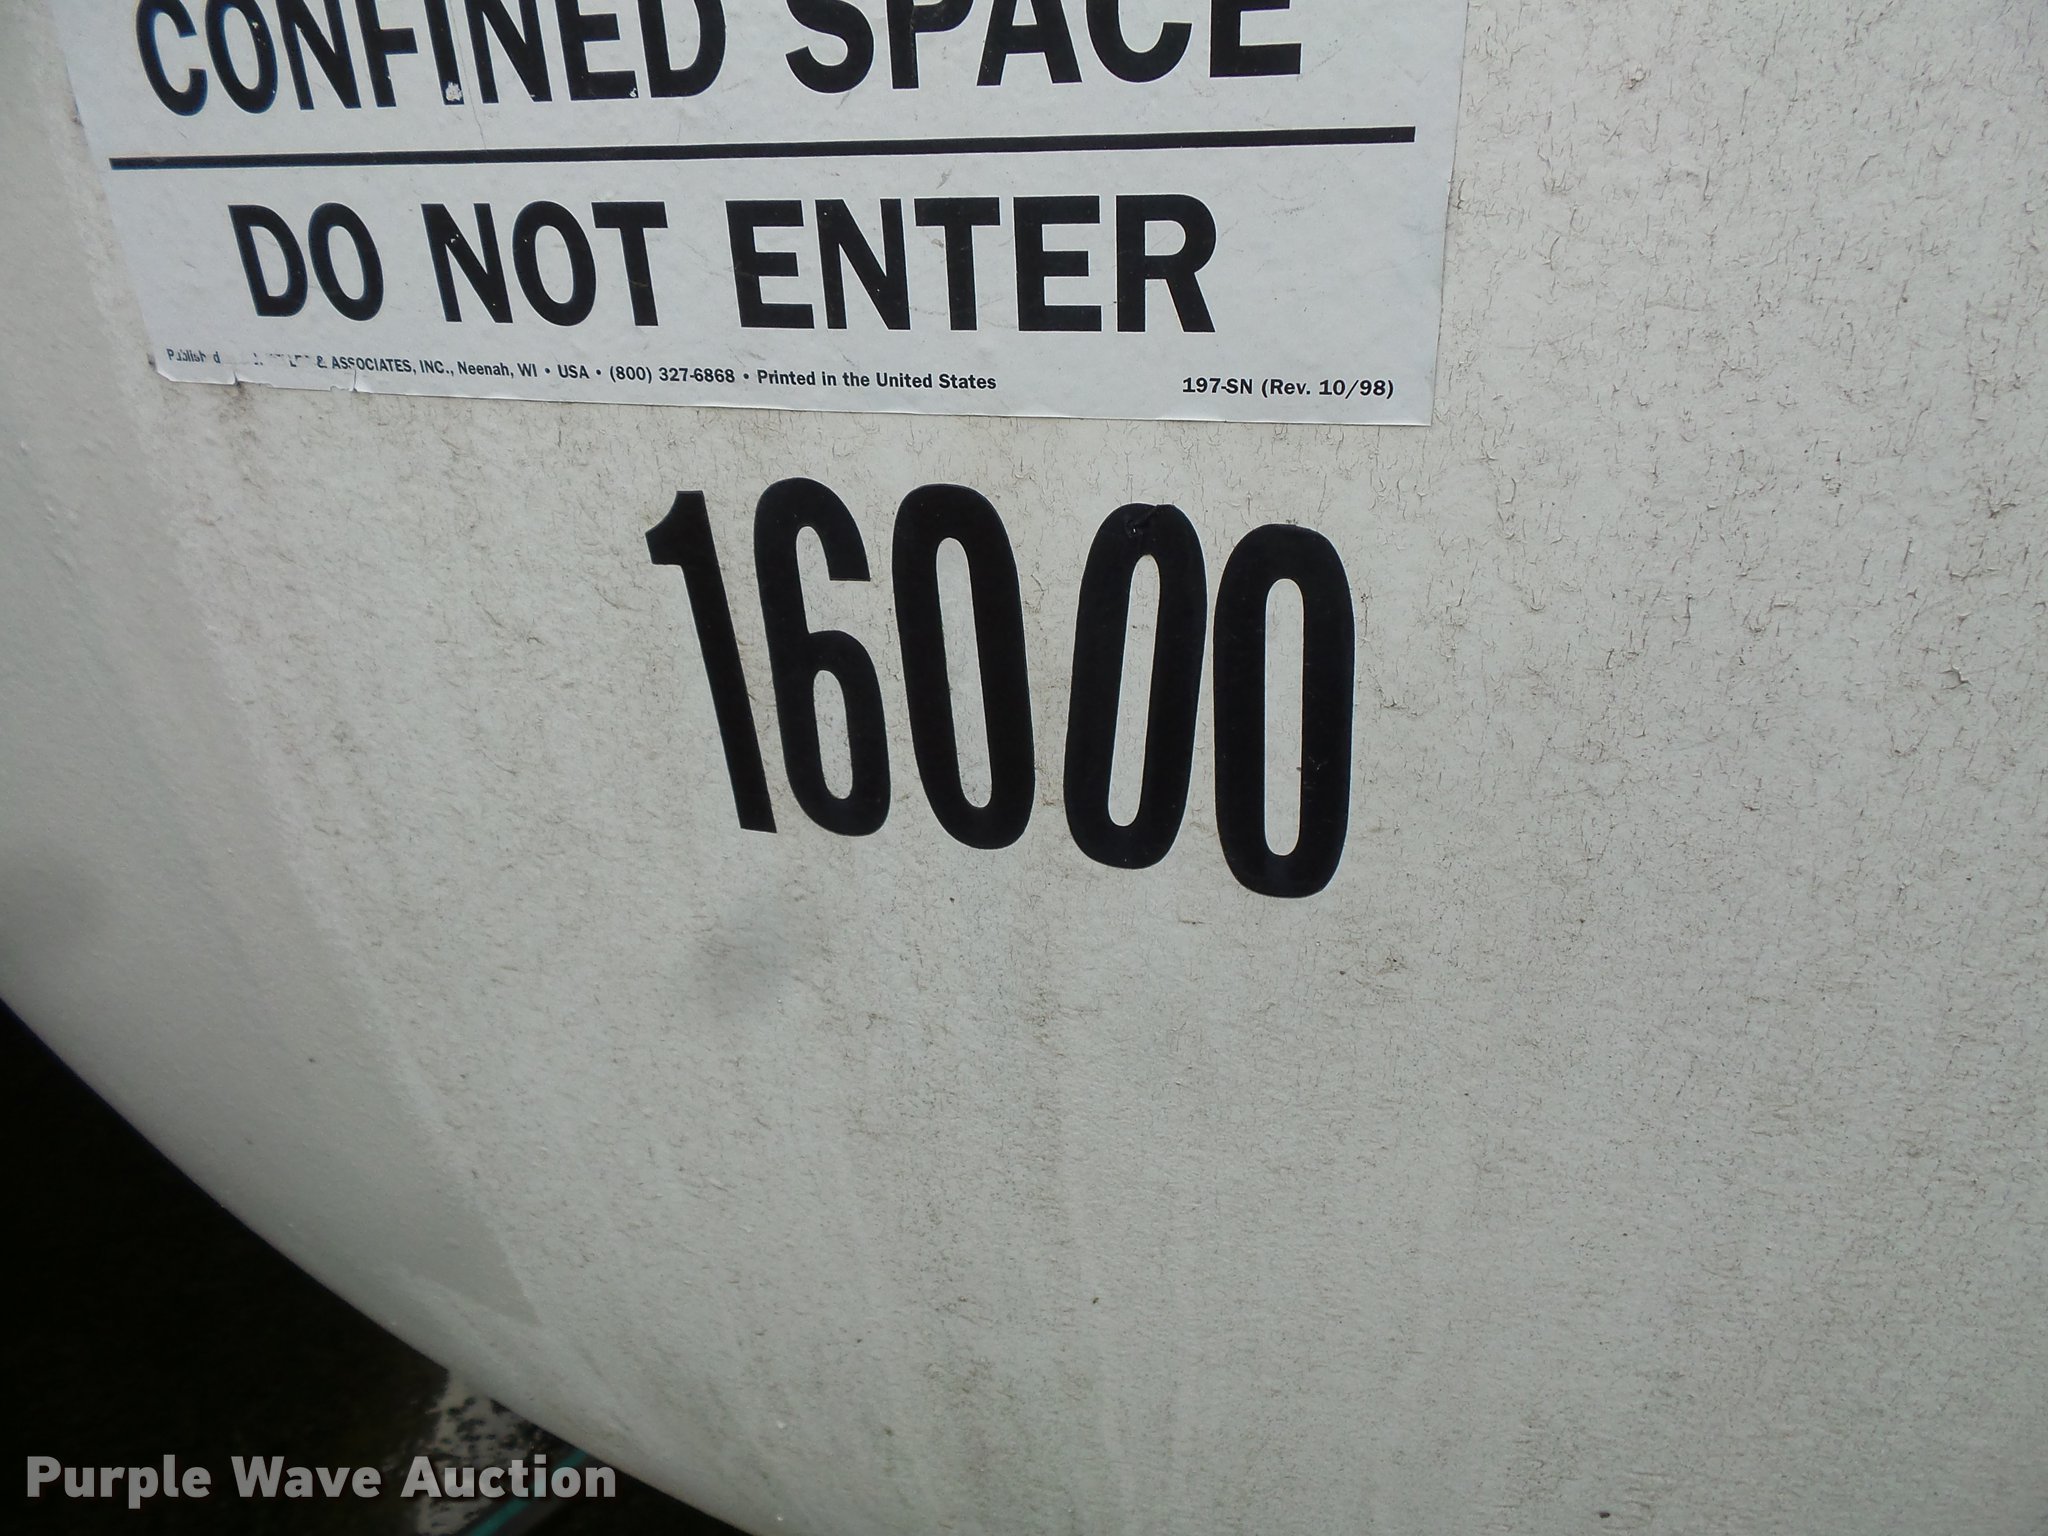 CONFINED SPACE
DO NOT ENTER
Published & ASSOCIATES, INC., Neenah, WI • USA • (800) 327-6868 • Printed in the United States 197-SN (Rev. 10/98)
16000
Purple Wave Auction